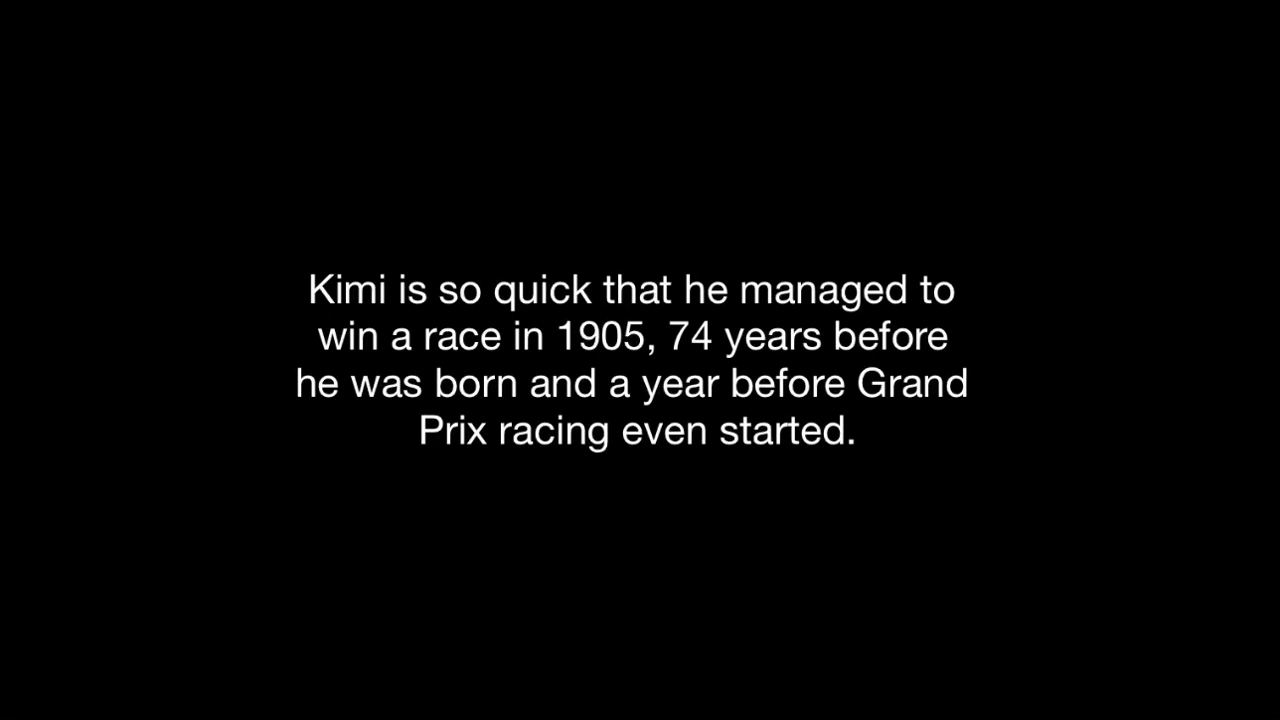 Kimi is so quick that he managed to
win a race in 1905, 74 years before
he was born and a year before Grand
Prix racing even started.